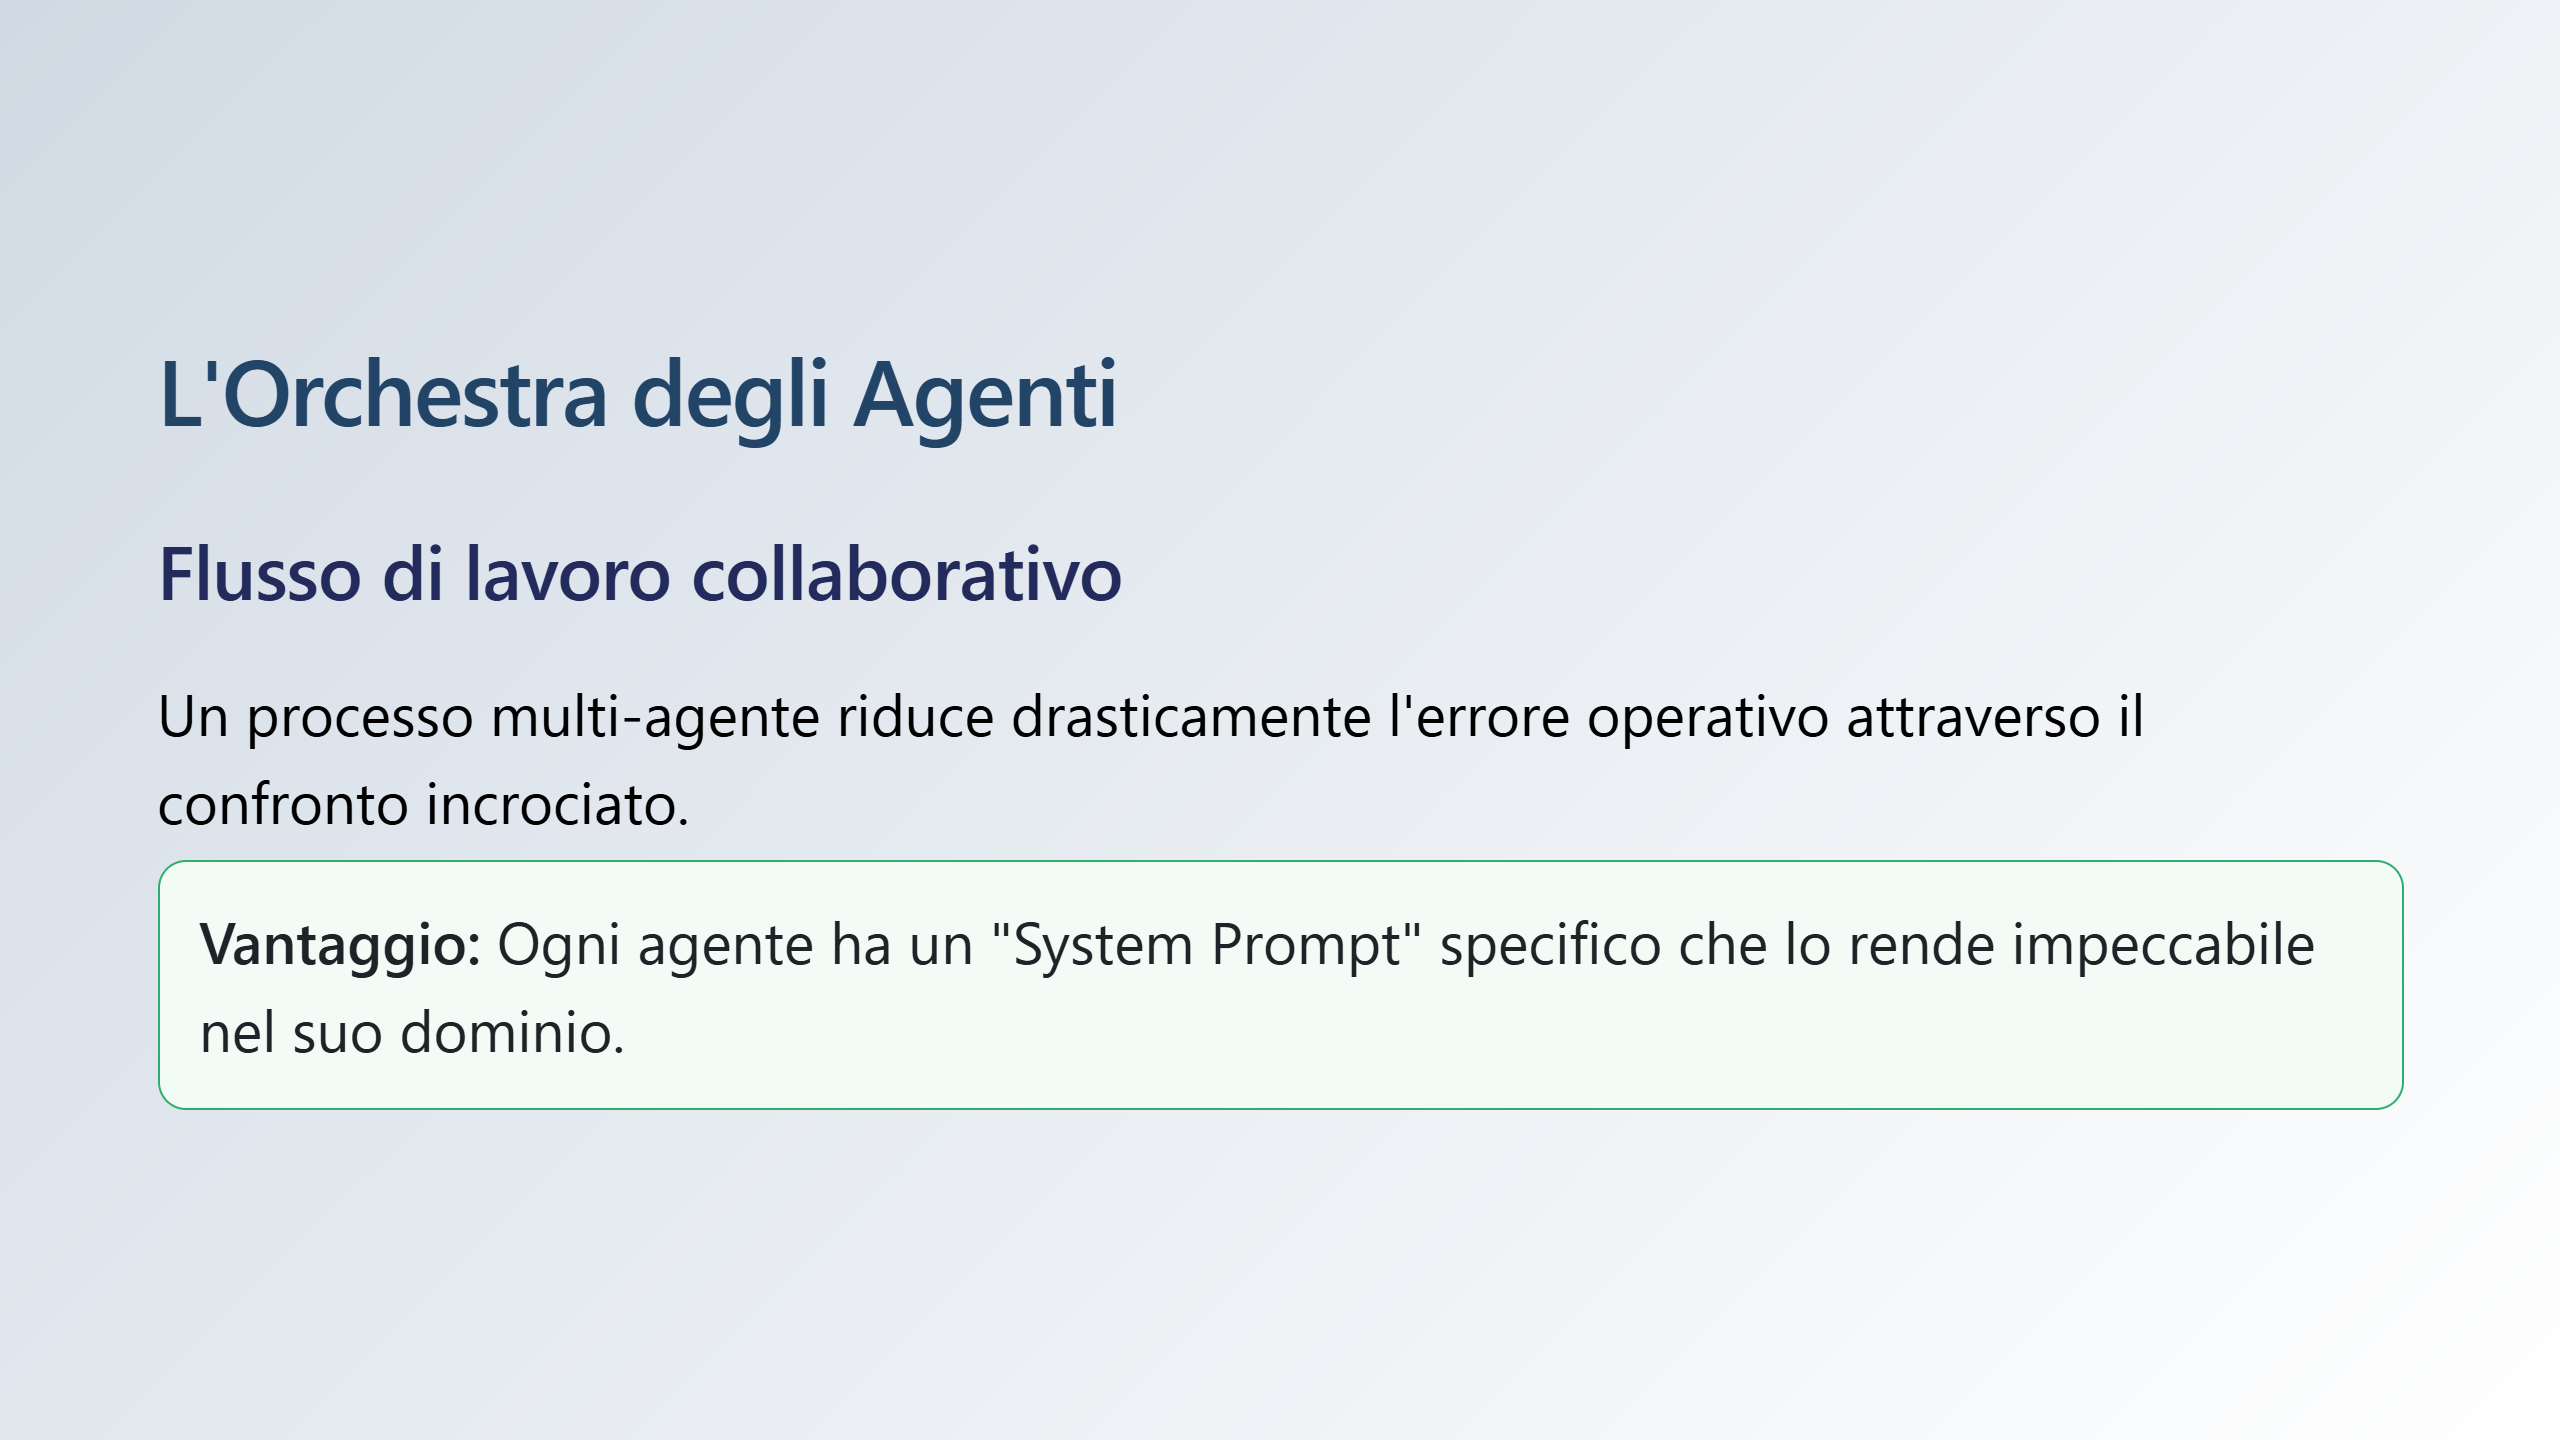 L'Orchestra degli Agenti
Flusso di lavoro collaborativo
Un processo multi-agente riduce drasticamente l'errore operativo attraverso il
confronto incrociato.
Vantaggio: Ogni agente ha un "System Prompt" specifico che lo rende impeccabile
nel suo dominio.